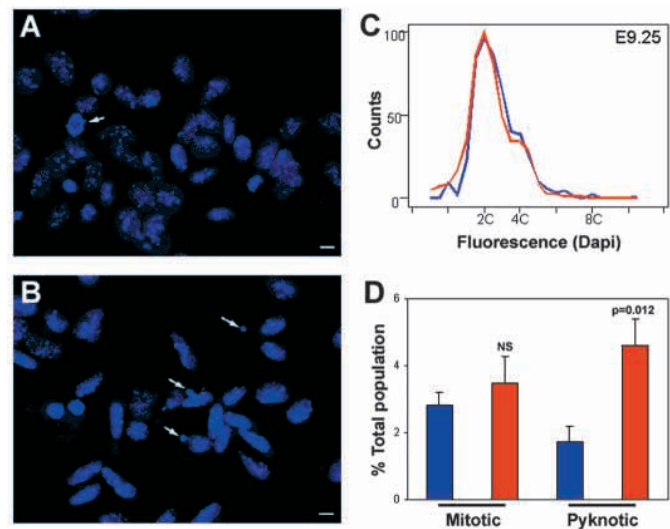 A
B
C
E9.25
100
50
0
Counts
2C 4C 8C
Fluorescence (Dapi)
D
6
4
2
0
% Total population
NS
p=0.012
Mitotic Pyknotic